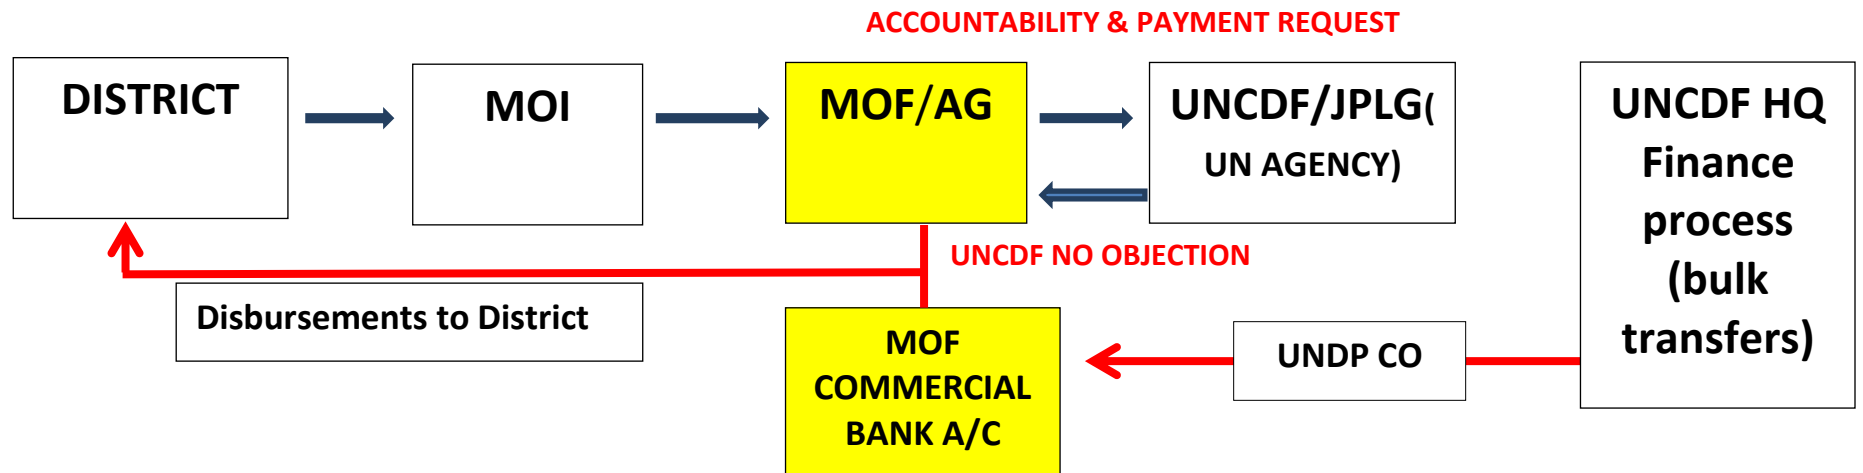 ACCOUNTABILITY & PAYMENT REQUEST
DISTRICT
MOI
MOF/AG
UNCDF/JPLG(
UN AGENCY)
UNCDF HQ
Finance
process
(bulk
transfers)
UNCDF NO OBJECTION
Disbursements to District
MOF
COMMERCIAL
BANK A/C
UNDP CO